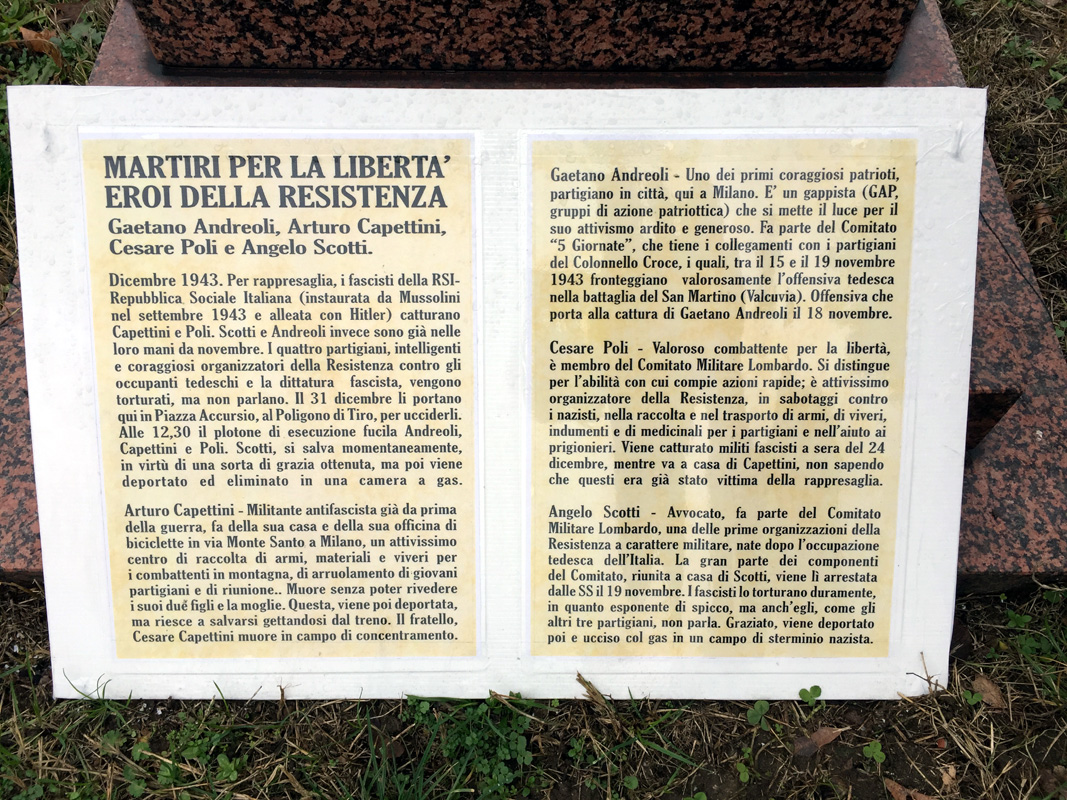 MARTIRI PER LA LIBERTA'
EROI DELLA RESISTENZA
Gaetano Andreoli, Arturo Capettini,
Cesare Poli e Angelo Scotti.
Dicembre 1943. Per rappresaglia, i fascisti della RSI-
Repubblica Sociale Italiana (instaurata da Mussolini
nel settembre 1943 e alleata con Hitler) catturano
Capettini e Poli. Scotti e Andreoli invece sono già nelle
loro mani da novembre. I quattro partigiani, intelligenti
e coraggiosi organizzatori della Resistenza contro gli
occupanti tedeschi e la dittatura fascista, vengono
torturati, ma non parlano. Il 31 dicembre li portano
qui in Piazza Accursio, al Poligono di Tiro, per ucciderli.
Alle 12,30 il plotone di esecuzione fucila Andreoli,
Capettini e Poli. Scotti, si salva momentaneamente,
in virtù di una sorta di grazia ottenuta, ma poi viene
deportato ed eliminato in una camera a gas.
Arturo Capettini - Militante antifascista già da prima
della guerra, fa della sua casa e della sua officina di
biciclette in via Monte Santo a Milano, un attivissimo
centro di raccolta di armi, materiali e viveri per
i combattenti in montagna, di arruolamento di giovani
partigiani e di riunione.. Muore senza poter rivedere
i suoi due figli e la moglie. Questa, viene poi deportata,
ma riesce a salvarsi gettandosi dal treno. Il fratello,
Cesare Capettini muore in campo di concentramento.
Gaetano Andreoli - Uno dei primi coraggiosi patrioti,
partigiano in città, qui a Milano. E' un gappista (GAP,
gruppi di azione patriottica) che si mette il luce per il
suo attivismo ardito e generoso. Fa parte del Comitato
"5 Giornate", che tiene i collegamenti con i partigiani
del Colonnello Croce, i quali, tra il 15 e il 19 novembre
1943 fronteggiano valorosamente l'offensiva tedesca
nella battaglia del San Martino (Valcuvia). Offensiva che
porta alla cattura di Gaetano Andreoli il 18 novembre.
Cesare Poli - Valoroso combattente per la libertà,
è membro del Comitato Militare Lombardo. Si distingue
per l'abilità con cui compie azioni rapide; è attivissimo
organizzatore della Resistenza, in sabotaggi contro
i nazisti, nella raccolta e nel trasporto di armi, di viveri,
indumenti e di medicinali per i partigiani e nell'aiuto ai
prigionieri. Viene catturato militi fascisti a sera del 24
dicembre, mentre va a casa di Capettini, non sapendo
che questi era già stato vittima della rappresaglia.
Angelo Scotti - Avvocato, fa parte del Comitato
Militare Lombardo, una delle prime organizzazioni della
Resistenza a carattere militare, nate dopo l'occupazione
tedesca dell'Italia. La gran parte dei componenti
del Comitato, riunita a casa di Scotti, viene lì arrestata
dalle SS il 19 novembre. I fascisti lo torturano duramente,
in quanto esponente di spicco, ma anch'egli, come gli
altri tre partigiani, non parla. Graziato, viene deportato
poi e ucciso col gas in un campo di sterminio nazista.